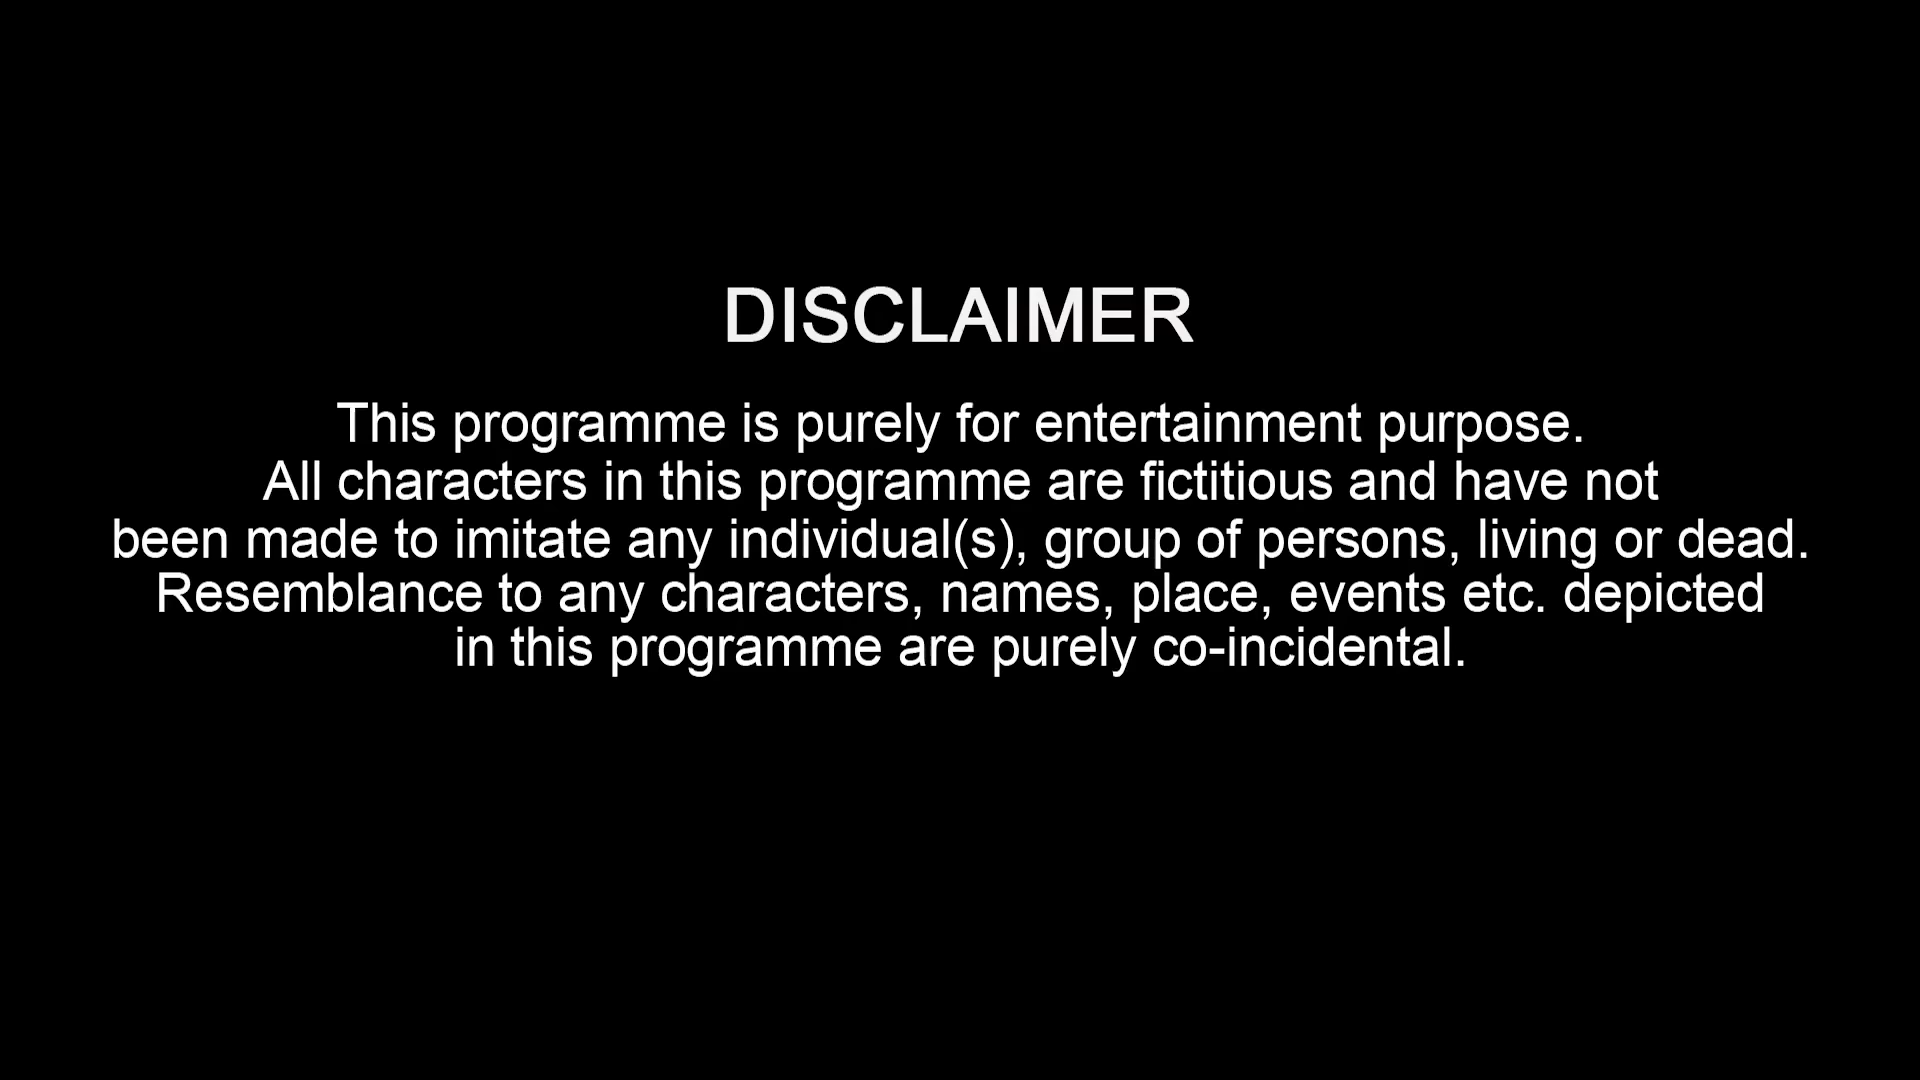 DISCLAIMER
This programme is purely for entertainment purpose.
All characters in this programme are fictitious and have not
been made to imitate any individual(s), group of persons, living or dead.
Resemblance to any characters, names, place, events etc. depicted
in this programme are purely co-incidental.